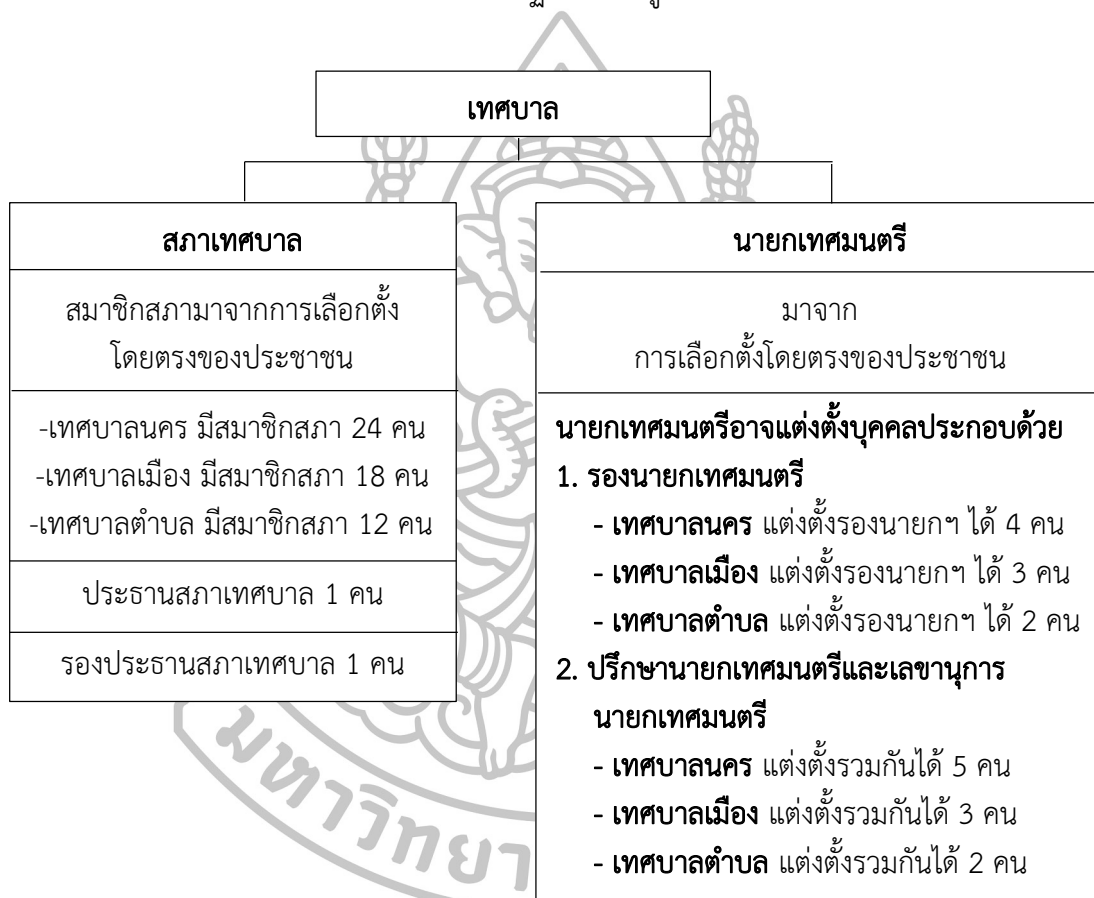 เทศบาล
สภาเทศบาล
สมาชิกสภามาจากการเลือกตั้ง
โดยตรงของประชาชน
-เทศบาลนคร มีสมาชิกสภา 24 คน
-เทศบาลเมือง มีสมาชิกสภา 18 คน
-เทศบาลตำบล มีสมาชิกสภา 12 คน
ประธานสภาเทศบาล 1 คน
รองประธานสภาเทศบาล 1 คน
นายกเทศมนตรี
มาจาก
การเลือกตั้งโดยตรงของประชาชน
นายกเทศมนตรีอาจแต่งตั้งบุคคลประกอบด้วย
1. รองนายกเทศมนตรี
- เทศบาลนคร แต่งตั้งรองนายกฯ ได้ 4 คน
- เทศบาลเมือง แต่งตั้งรองนายกฯ ได้ 3 คน
- เทศบาลตำบล แต่งตั้งรองนายกฯ ได้ 2 คน
2. ปรึกษานายกเทศมนตรีและเลขานุการ
นายกเทศมนตรี
- เทศบาลนคร แต่งตั้งรวมกันได้ 5 คน
- เทศบาลเมือง แต่งตั้งรวมกันได้ 3 คน
- เทศบาลตำบล แต่งตั้งรวมกันได้ 2 คน
มหาวิทยา